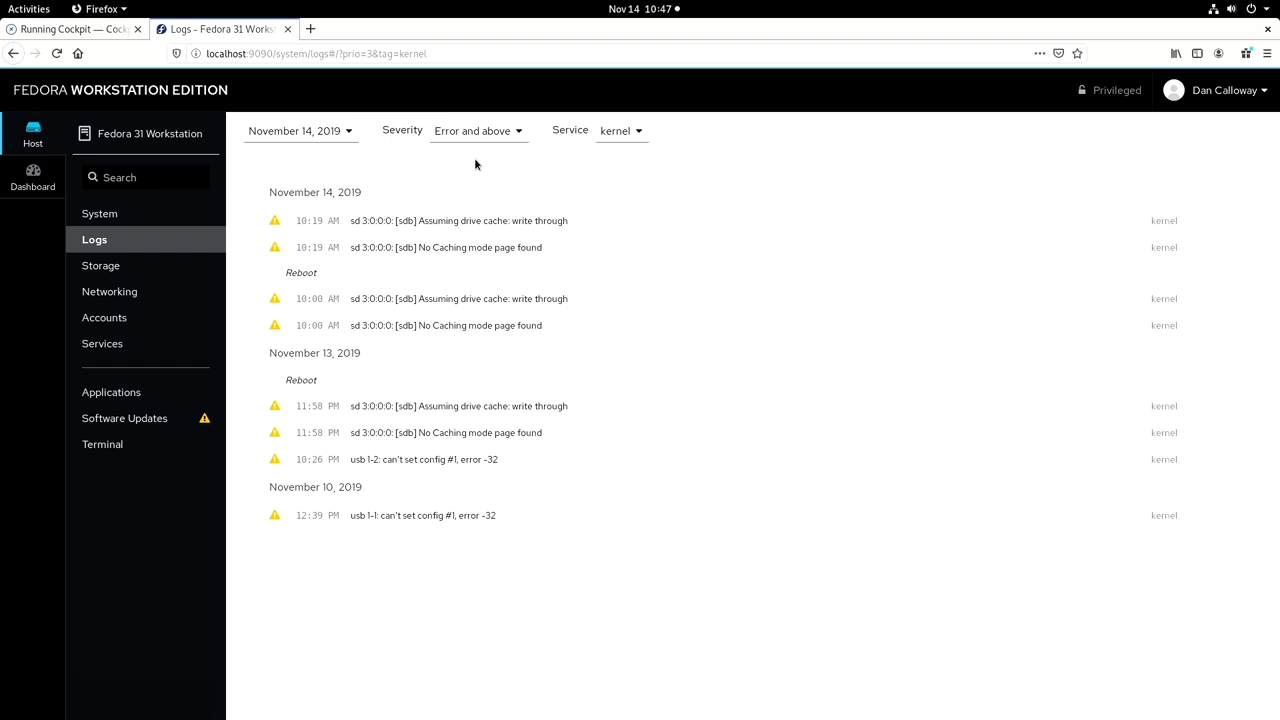 Activities Firefox Nov 14 10:47
Running Cockpit — Cock Logs - Fedora 31 Works
localhost:9090/system/logs#/?prio=3&tag=kernel
FEDORA WORKSTATION EDITION Privileged Dan Calloway
Host
Dashboard
Fedora 31 Workstation
Search
System
Logs
Storage
Networking
Accounts
Services
Applications
Software Updates
Terminal
November 14, 2019 Severity Error and above Service kernel
November 14, 2019
10:19 AM sd 3:0:0:0: [sdb] Assuming drive cache: write through kernel
10:19 AM sd 3:0:0:0: [sdb] No Caching mode page found kernel
Reboot
10:00 AM sd 3:0:0:0: [sdb] Assuming drive cache: write through kernel
10:00 AM sd 3:0:0:0: [sdb] No Caching mode page found kernel
November 13, 2019
Reboot
11:58 PM sd 3:0:0:0: [sdb] Assuming drive cache: write through kernel
11:58 PM sd 3:0:0:0: [sdb] No Caching mode page found kernel
10:26 PM usb 1-2: can't set config #1, error -32 kernel
November 10, 2019
12:39 PM usb 1-1: can't set config #1, error -32 kernel